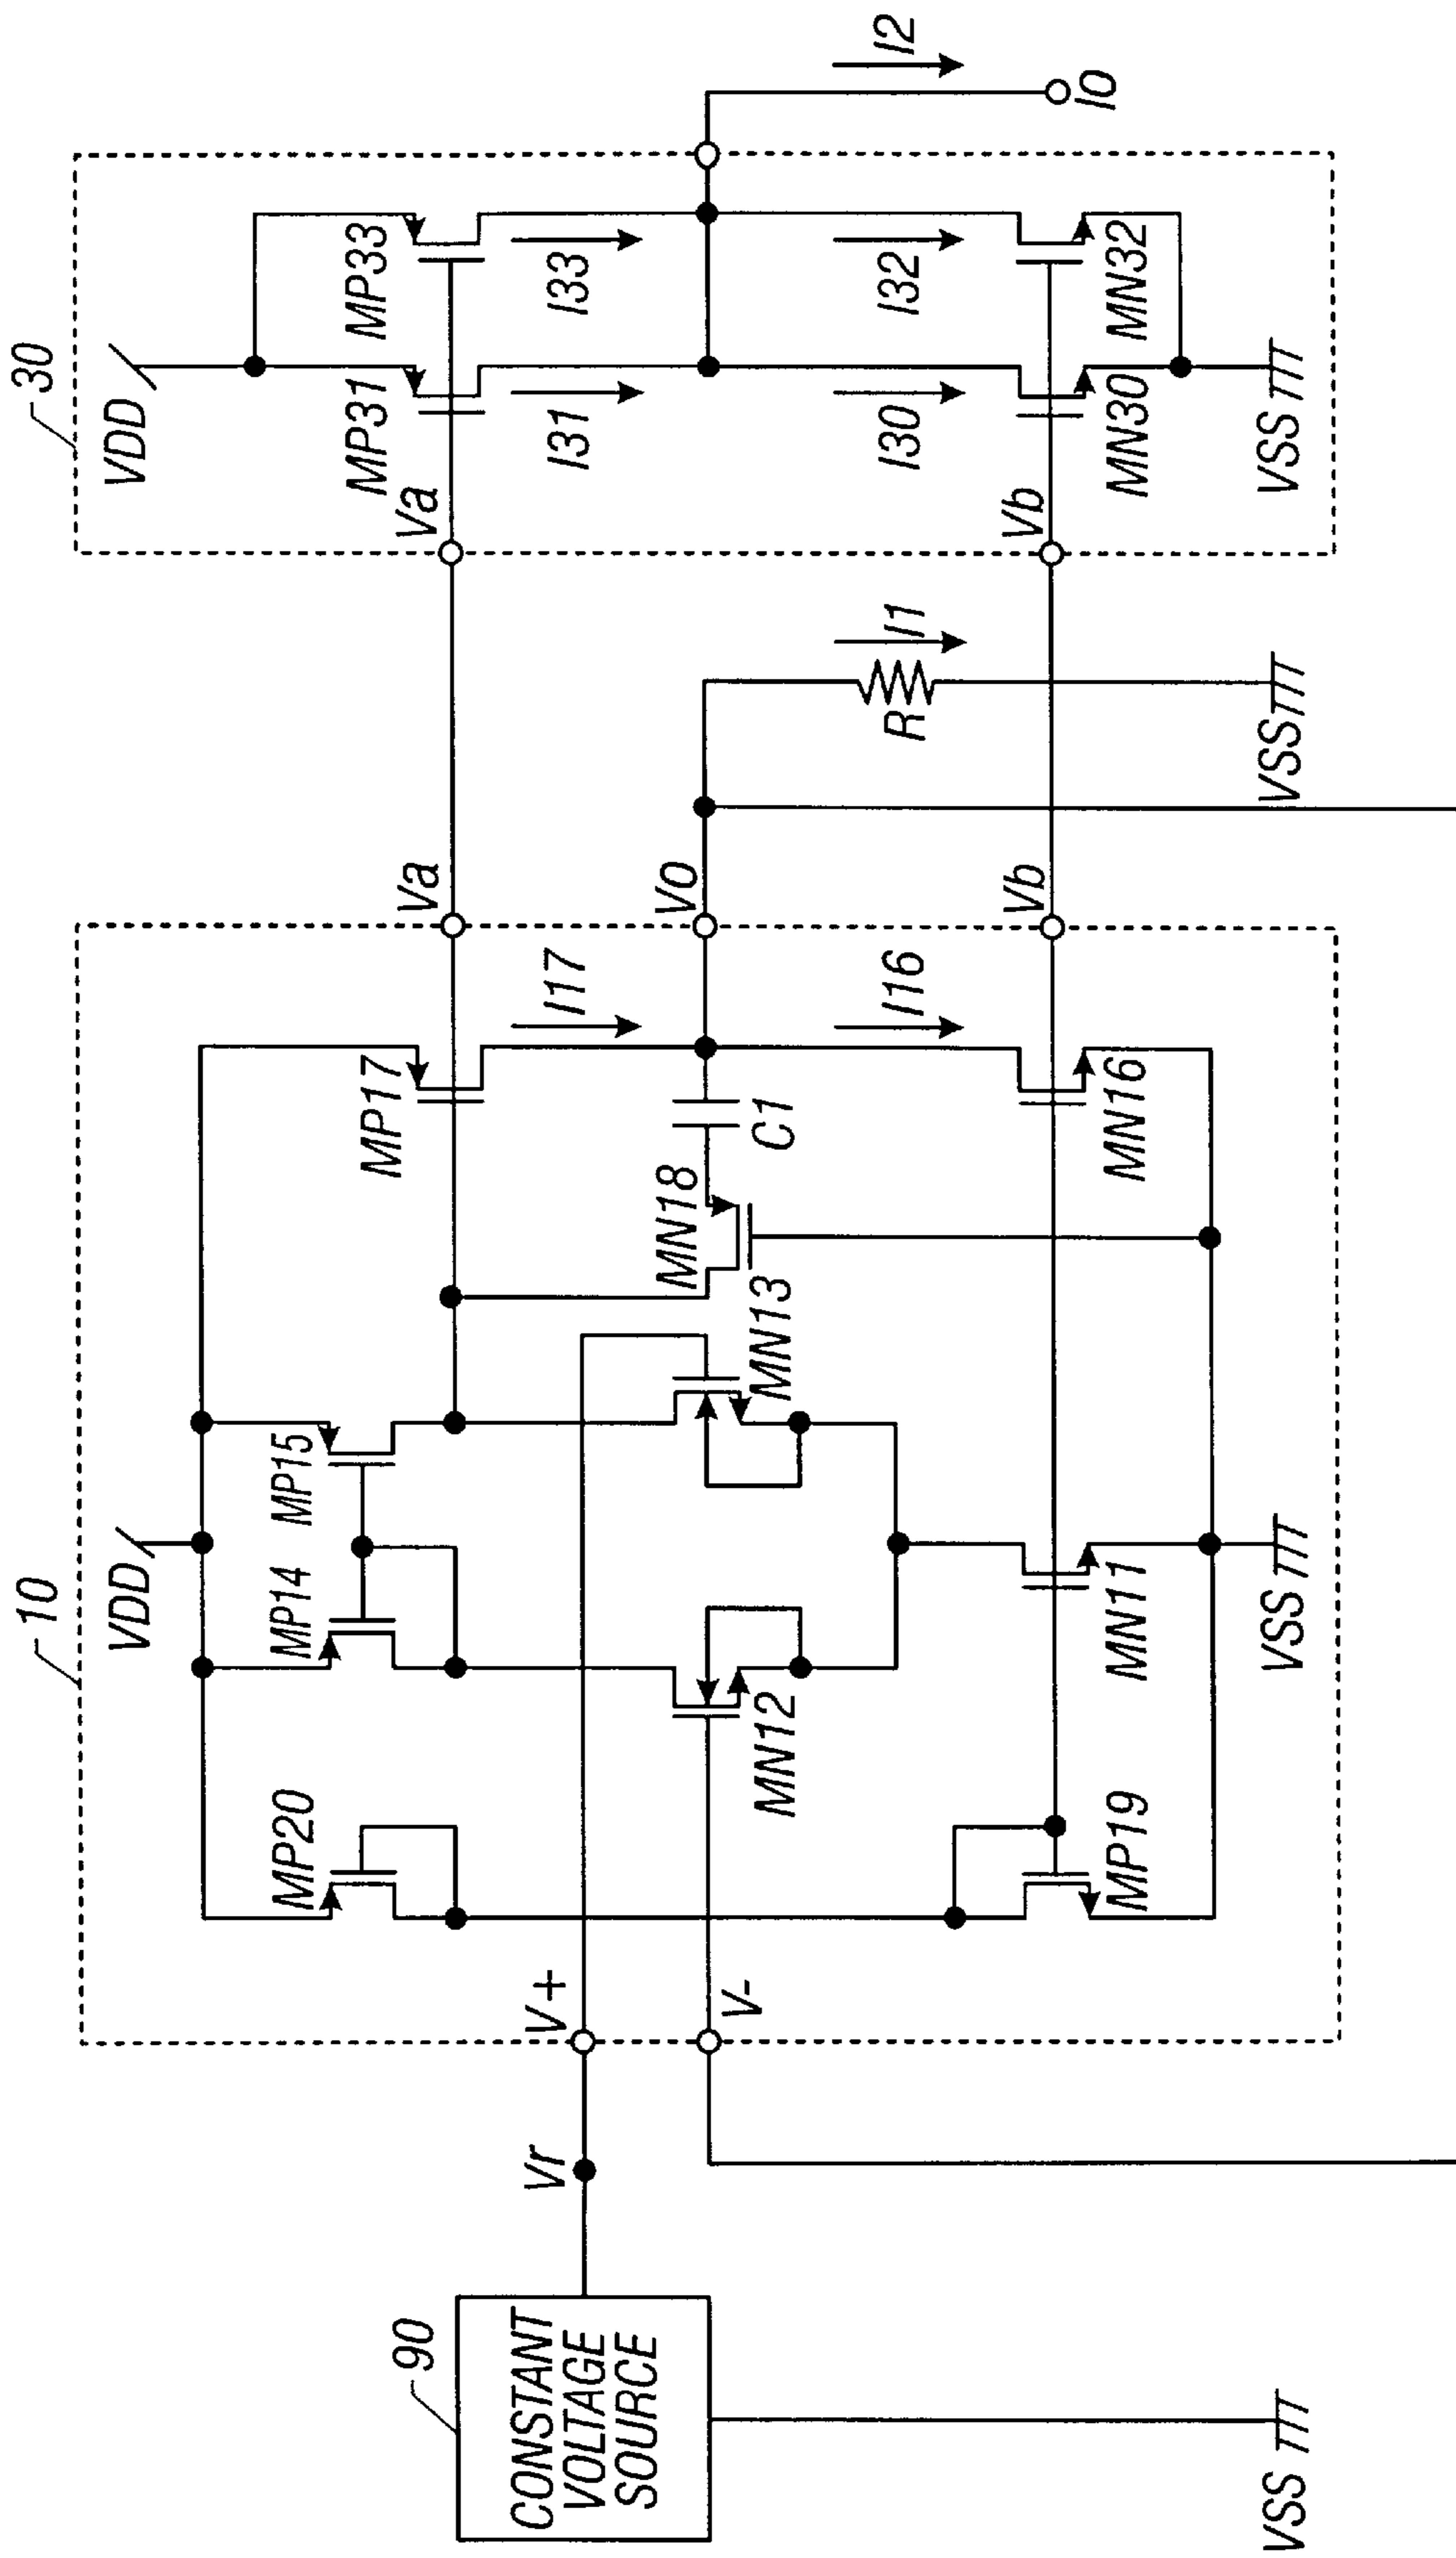 90
CONSTANT
VOLTAGE
SOURCE
VSS
Vr
10
V+
V-
VDD
MP20
MP14
MP15
MN12
MN13
MP19
MN11
VSS
MN18
C1
MP17
I17
I16
MN16
Va
Vo
Vb
R
I1
VSS
30
VDD
Va
Vb
MP31
MP33
I31
I33
I30
I32
MN30
MN32
VSS
I2
Io